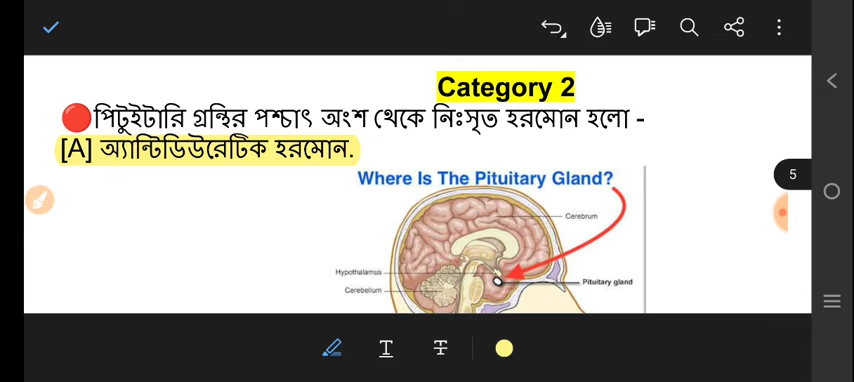 Category 2
🔴পিটুইটারি গ্রন্থির পশ্চাৎ অংশ থেকে নিঃসৃত হরমোন হলো -
[A] অ্যান্টিডিউরেটিক হরমোন.
Where Is The Pituitary Gland?
5
Cerebrum
Hypothalamus
Pituitary gland
Cerebellum
T T